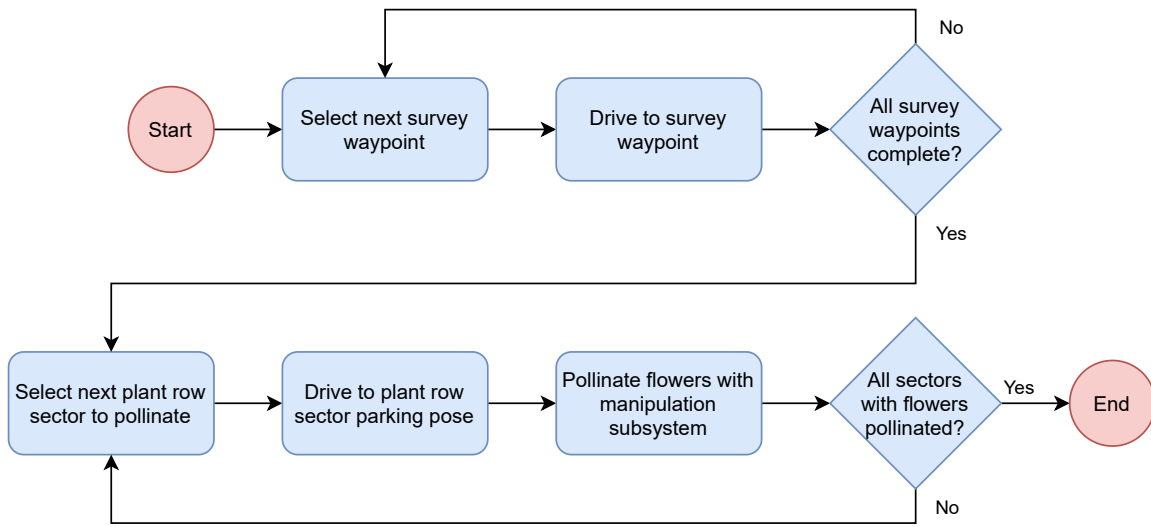 No
Start
Select next survey
waypoint
Drive to survey
waypoint
All survey
waypoints
complete?
Yes
Select next plant row
sector to pollinate
Drive to plant row
sector parking pose
Pollinate flowers with
manipulation
subsystem
All sectors
with flowers
pollinated?
Yes
End
No